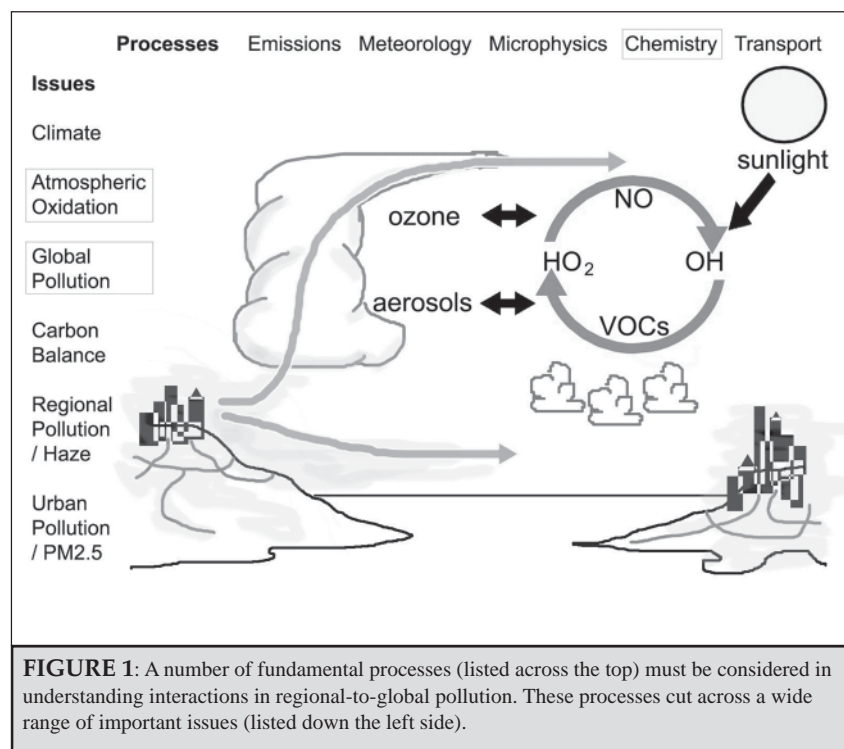 Processes Emissions Meteorology Microphysics Chemistry Transport
Issues
Climate
Atmospheric
Oxidation
Global
Pollution
Carbon
Balance
Regional
Pollution
/ Haze
Urban
Pollution
/ PM2.5
sunlight
ozone
NO
HO₂
OH
aerosols
VOCs
FIGURE 1: A number of fundamental processes (listed across the top) must be considered in
understanding interactions in regional-to-global pollution. These processes cut across a wide
range of important issues (listed down the left side).